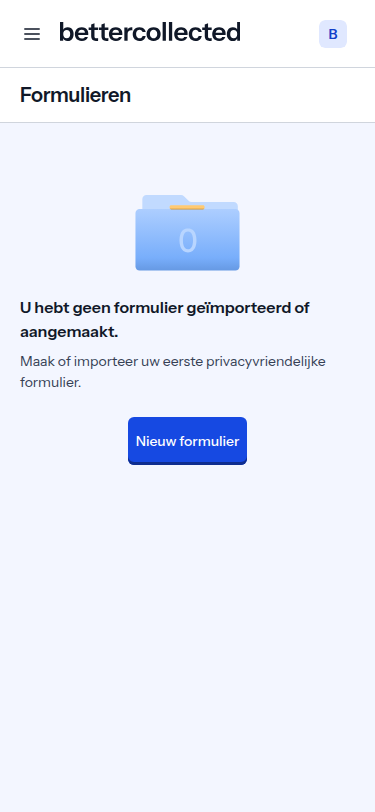 bettercollected
B
Formulieren
0
U hebt geen formulier geïmporteerd of
aangemaakt.
Maak of importeer uw eerste privacyvriendelijke
formulier.
Nieuw formulier